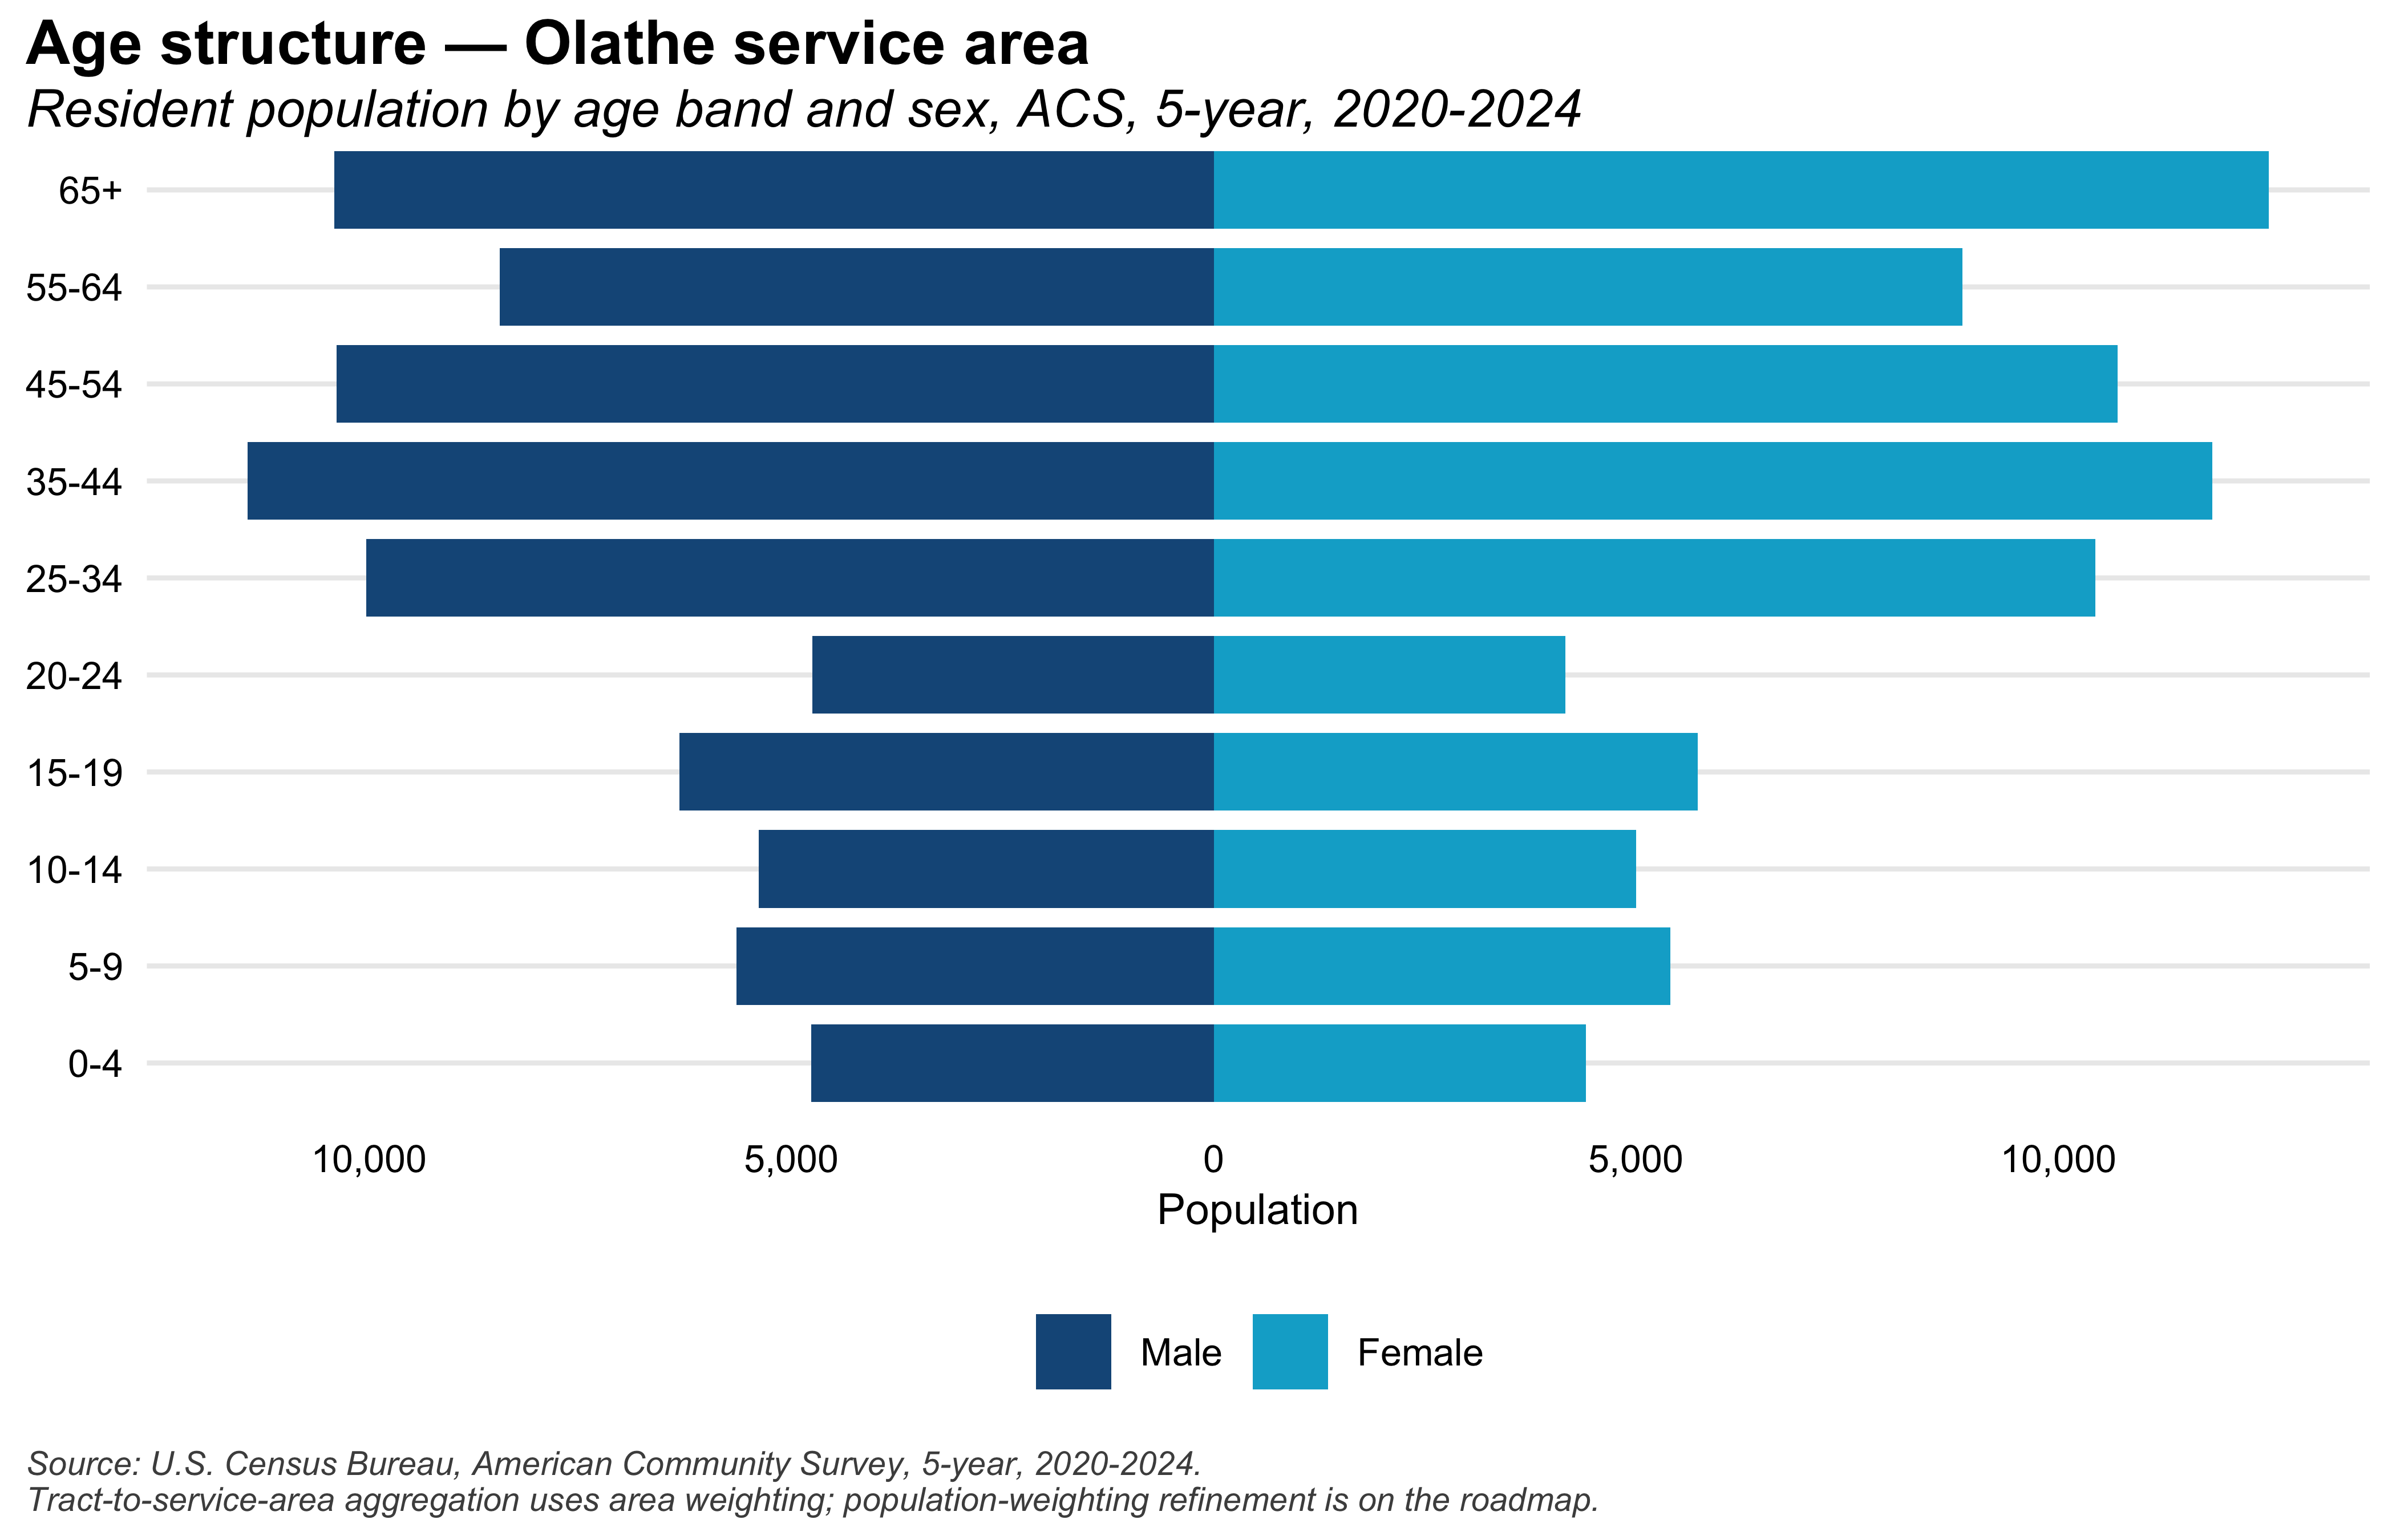 Age structure — Olathe service area
Resident population by age band and sex, ACS, 5-year, 2020-2024
65+
55-64
45-54
35-44
25-34
20-24
15-19
10-14
5-9
0-4
10,000 5,000 0 5,000 10,000
Population
Male Female
Source: U.S. Census Bureau, American Community Survey, 5-year, 2020-2024.
Tract-to-service-area aggregation uses area weighting; population-weighting refinement is on the roadmap.